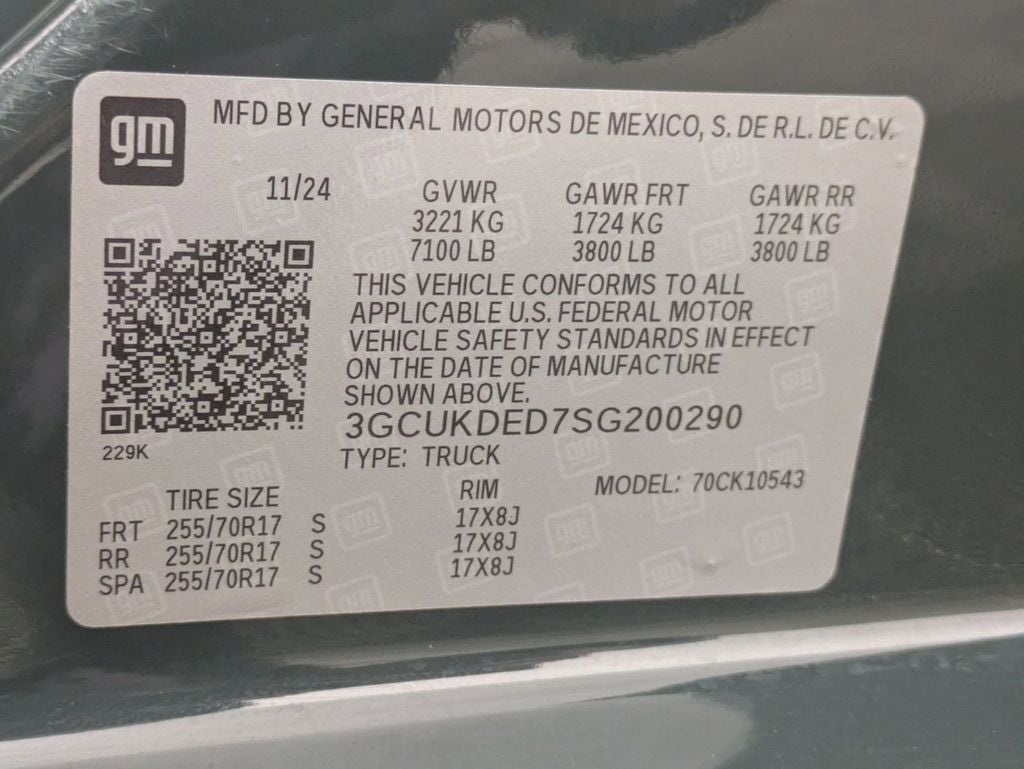 gm
MFD BY GENERAL MOTORS DE MEXICO, S. DE R.L. DE C.V.
11/24 GVWR GAWR FRT GAWR RR
3221 KG 1724 KG 1724 KG
7100 LB 3800 LB 3800 LB
THIS VEHICLE CONFORMS TO ALL
APPLICABLE U.S. FEDERAL MOTOR
VEHICLE SAFETY STANDARDS IN EFFECT
ON THE DATE OF MANUFACTURE
SHOWN ABOVE.
3GCUKDED7SG200290
229K
TYPE: TRUCK
TIRE SIZE RIM MODEL: 70CK10543
FRT 255/70R17 S 17X8J
RR 255/70R17 S 17X8J
SPA 255/70R17 S 17X8J